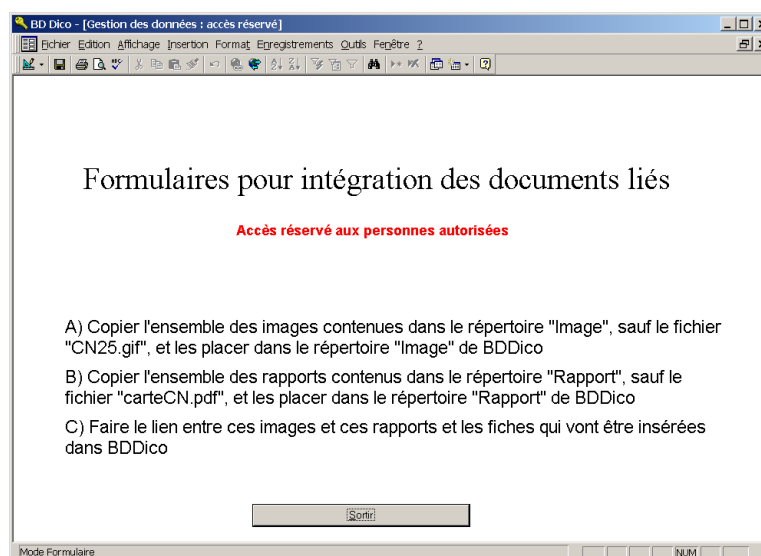 BD Dico - [Gestion des données : accès réservé]
Fichier Edition Affichage Insertion Format Enregistrements Outils Fenêtre ?
Formulaires pour intégration des documents liés
Accès réservé aux personnes autorisées
A) Copier l'ensemble des images contenues dans le répertoire "Image", sauf le fichier
"CN25.gif", et les placer dans le répertoire "Image" de BDDico
B) Copier l'ensemble des rapports contenus dans le répertoire "Rapport", sauf le
fichier "carteCN.pdf", et les placer dans le répertoire "Rapport" de BDDico
C) Faire le lien entre ces images et ces rapports et les fiches qui vont être insérées
dans BDDico
Sortir
Mode Formulaire NUM